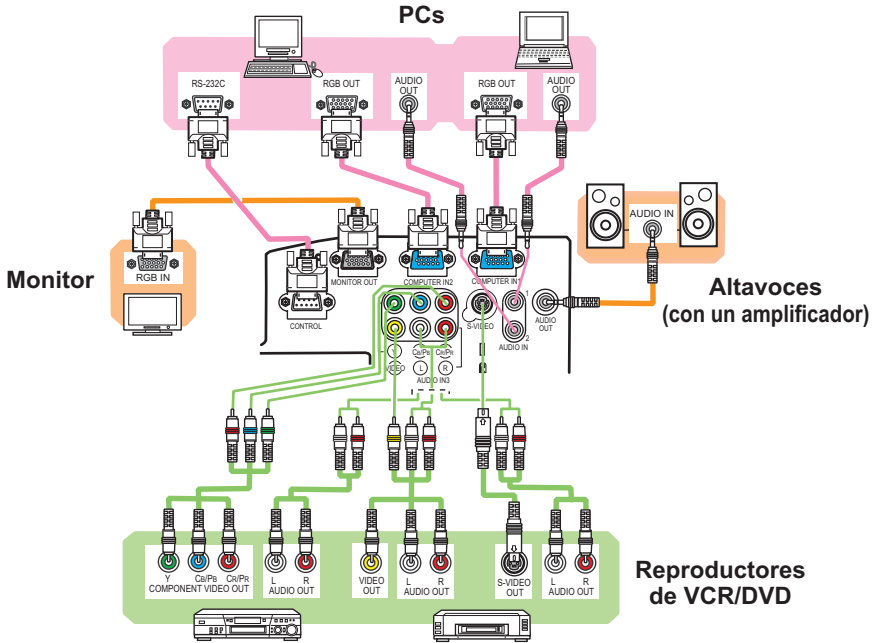 PCs
RS-232C
RGB OUT
AUDIO
OUT
RGB OUT
AUDIO
OUT
AUDIO IN
RGB IN
Monitor
MONITOR OUT
COMPUTER IN2
COMPUTER IN1
CONTROL
S-VIDEO
1
2
AUDIO IN
AUDIO
OUT
Altavoces
(con un amplificador)
Y
CB/PB
CR/PR
VIDEO
L
R
AUDIO IN3
Y
CB/PB
CR/PR
COMPONENT VIDEO OUT
L
R
AUDIO OUT
VIDEO
OUT
L
R
AUDIO OUT
S-VIDEO
OUT
L
R
AUDIO OUT
Reproductores
de VCR/DVD